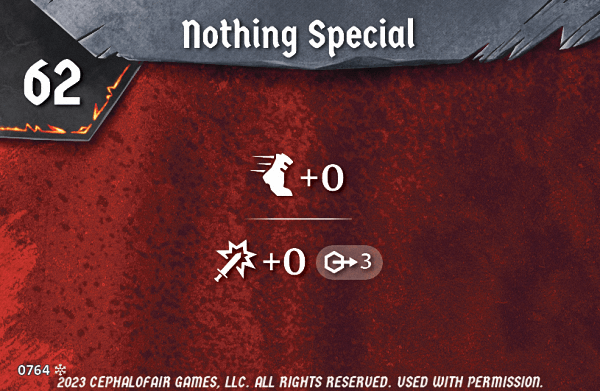 Nothing Special
62
+0
+0 3
0764
2023 CEPHALOFAIR GAMES, LLC. ALL RIGHTS RESERVED. USED WITH PERMISSION.